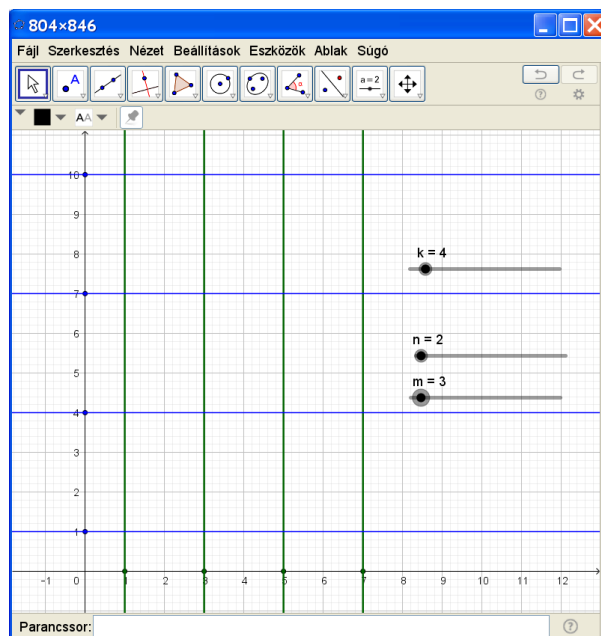 804×846
Fájl Szerkesztés Nézet Beállítások Eszközök Ablak Súgó
A a=2
AA
10
9
8
7
6
5
4
3
2
1
k = 4
n = 2
m = 3
-1 0 1 2 3 4 5 6 7 8 9 10 11 12
Parancssor: